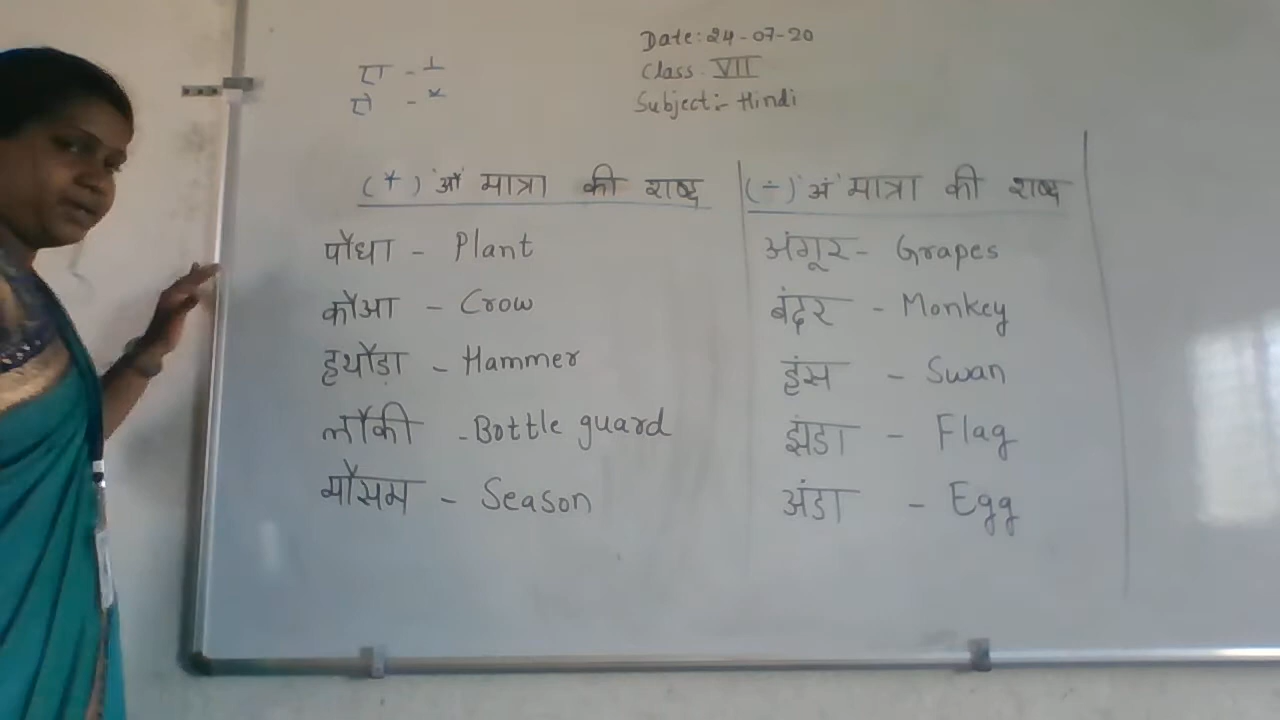 Date: 24-07-20
Class VII
Subject:- Hindi
ए -
ऐ -
( ) 'औ' मात्रा की शब्द
पौधा - Plant
कौआ - Crow
हथौड़ा - Hammer
लौकी - Bottle guard
मौसम - Season
( ) 'अं' मात्रा की शब्द
अंगूर - Grapes
बंदर - Monkey
हंस - Swan
झंडा - Flag
अंडा - Egg